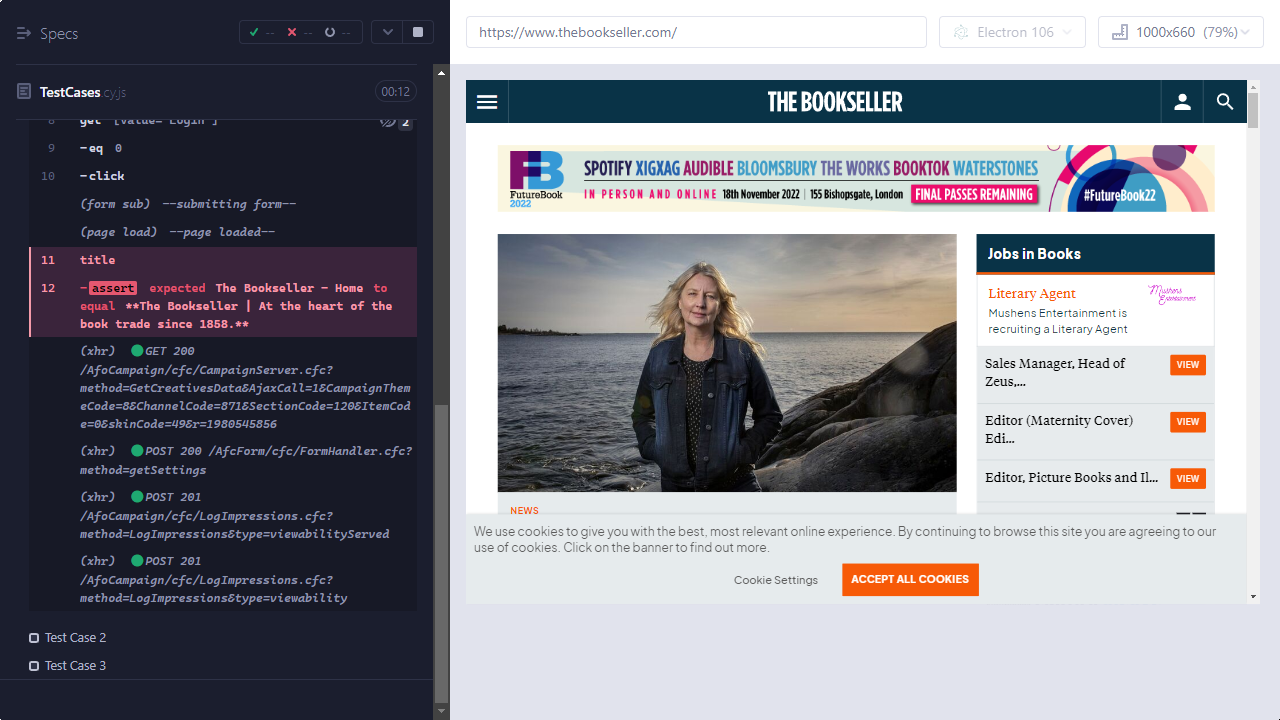 Specs
--
--
--
https://www.thebookseller.com/
Electron 106
1000x660 (79%)
TestCases.cy.js
00:12
8 get [value="Login"] 2
9 -eq 0
10 -click
(form sub) --submitting form--
(page load) --page loaded--
11 title
12 -assert expected The Bookseller - Home to
equal **The Bookseller | At the heart of the
book trade since 1858.**
(xhr) GET 200
/AfoCampaign/cfc/CampaignServer.cfc?
method=GetCreativesData&AjaxCall=1&CampaignThem
eCode=8&ChannelCode=871&SectionCode=120&ItemCod
e=0&skinCode=49&r=1980545856
(xhr) POST 200 /AfcForm/cfc/FormHandler.cfc?
method=getSettings
(xhr) POST 201
/AfoCampaign/cfc/LogImpressions.cfc?
method=LogImpressions&type=viewabilityServed
(xhr) POST 201
/AfoCampaign/cfc/LogImpressions.cfc?
method=LogImpressions&type=viewability
Test Case 2
Test Case 3
THE BOOKSELLER
FB
FutureBook
2022
SPOTIFY XIGXAG AUDIBLE BLOOMSBURY THE WORKS BOOKTOK WATERSTONES
IN PERSON AND ONLINE 18th November 2022 | 155 Bishopsgate, London FINAL PASSES REMAINING
#FutureBook22
NEWS
Jobs in Books
Literary Agent
Mushens Entertainment is
recruiting a Literary Agent
Mushens
Entertainment
Sales Manager, Head of
Zeus,...
VIEW
Editor (Maternity Cover)
Edi...
VIEW
Editor, Picture Books and Il...
VIEW
We use cookies to give you with the best, most relevant online experience. By continuing to browse this site you are agreeing to our
use of cookies. Click on the banner to find out more.
Cookie Settings
ACCEPT ALL COOKIES